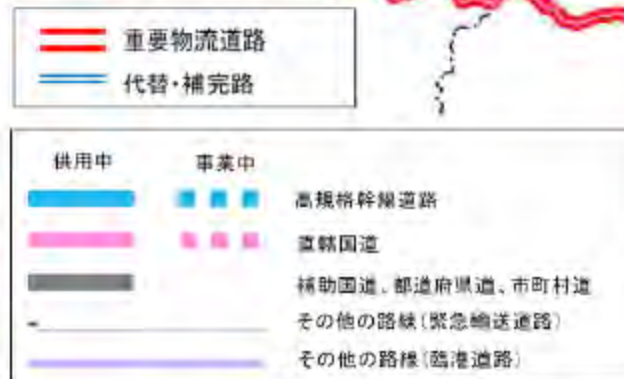 重要物流道路
代替・補完路
供用中 事業中
高規格幹線道路
直轄国道
補助国道、都道府県道、市町村道
その他の路線(緊急輸送道路)
その他の路線(臨港道路)